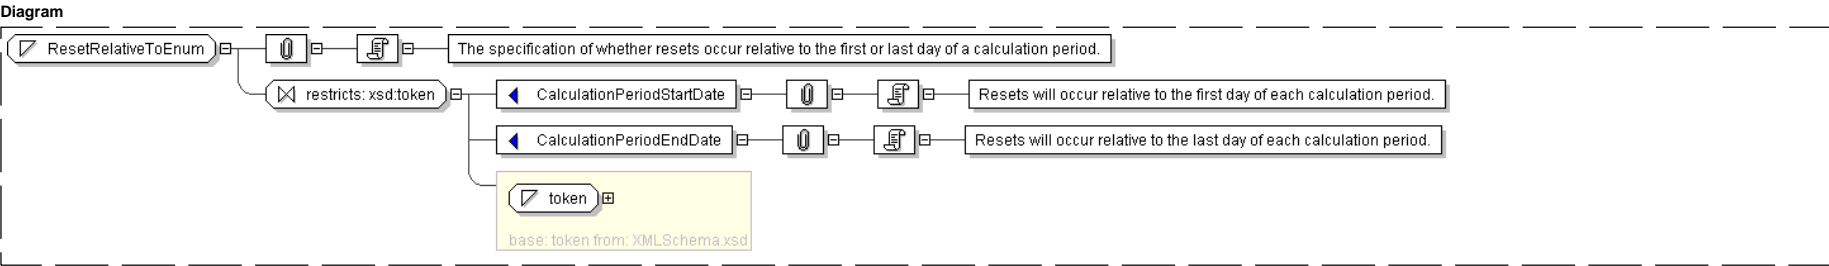 Diagram
ResetRelativeToEnum The specification of whether resets occur relative to the first or last day of a calculation period.
restricts: xsd:token CalculationPeriodStartDate Resets will occur relative to the first day of each calculation period.
CalculationPeriodEndDate Resets will occur relative to the last day of each calculation period.
token
base: token from: XMLSchema.xsd